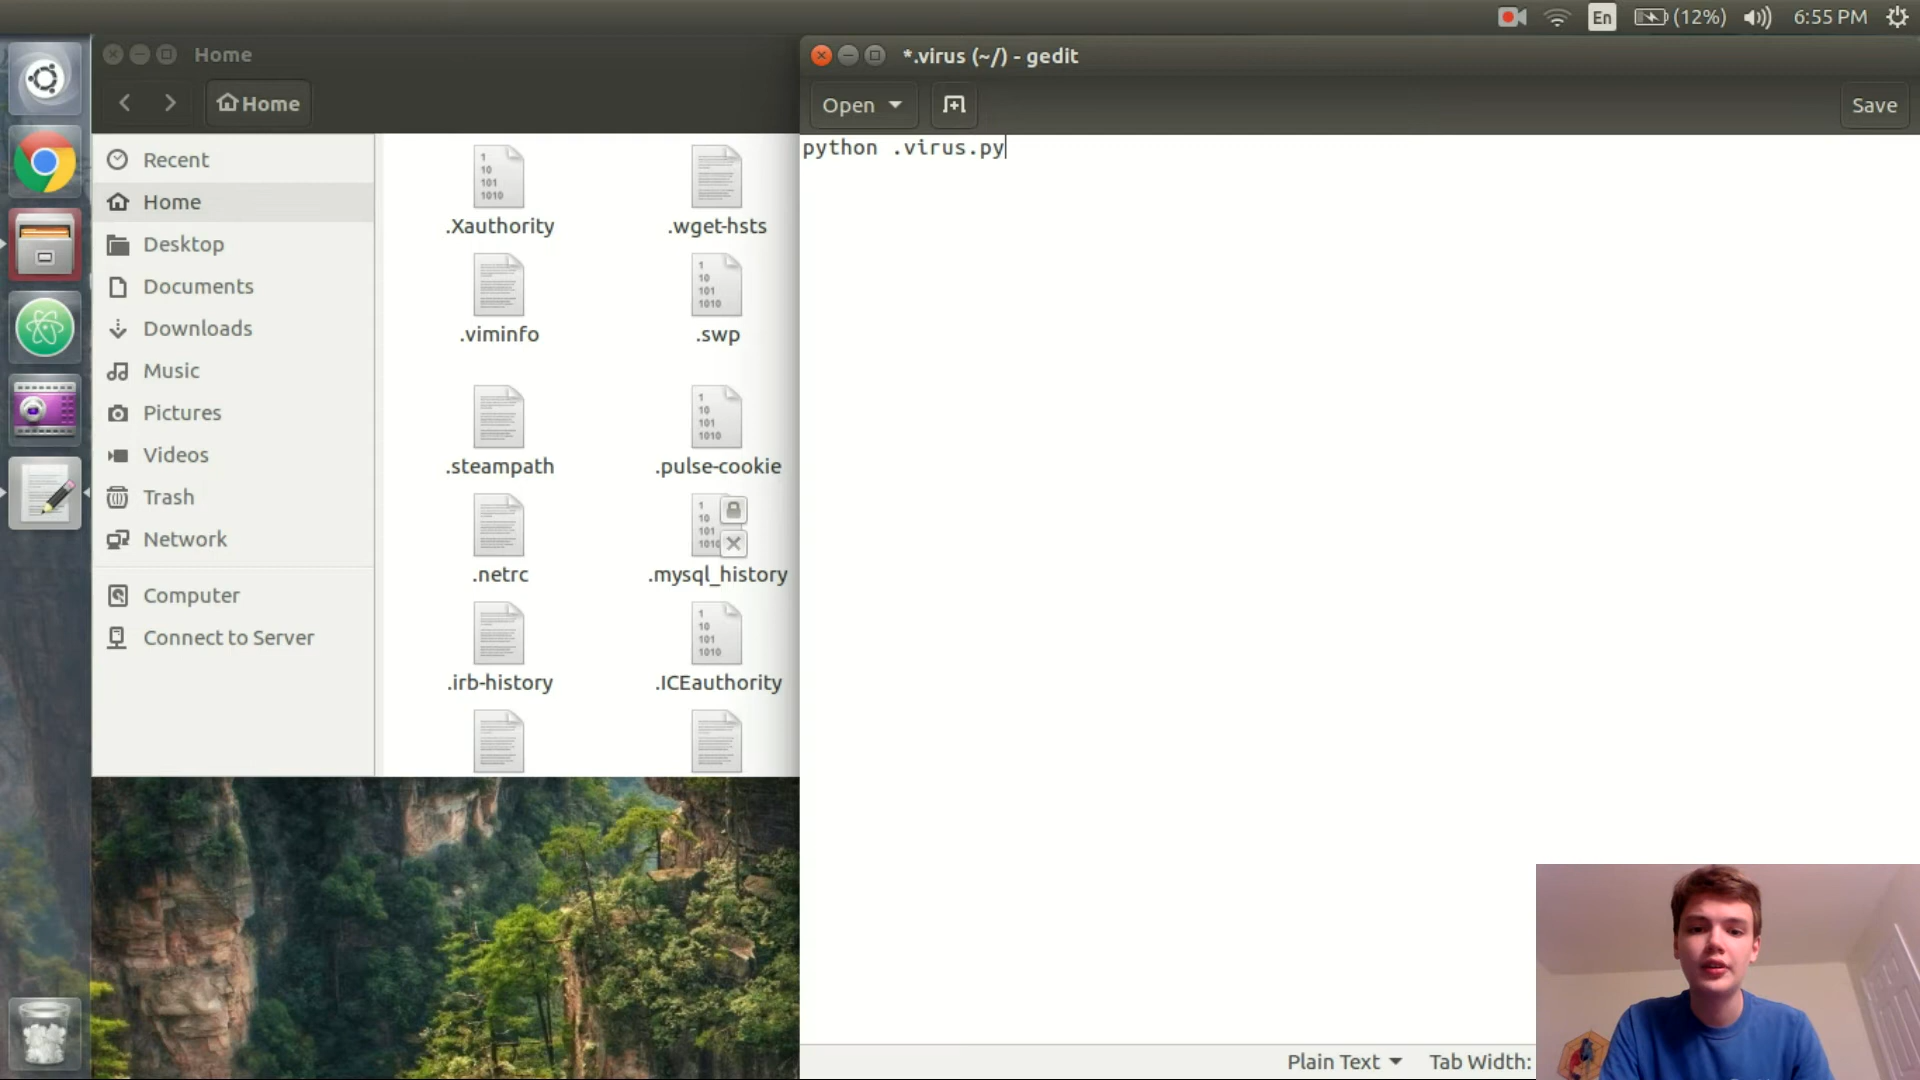 En
(12%)
6:55 PM
Home
Home
Recent
Home
Desktop
Documents
Downloads
Music
Pictures
Videos
Trash
Network
Computer
Connect to Server
.Xauthority
.wget-hsts
.viminfo
.swp
.steampath
.pulse-cookie
.netrc
.mysql_history
.irb-history
.ICEauthority
*.virus (~/) - gedit
Open
Save
python .virus.py
Plain Text
Tab Width: